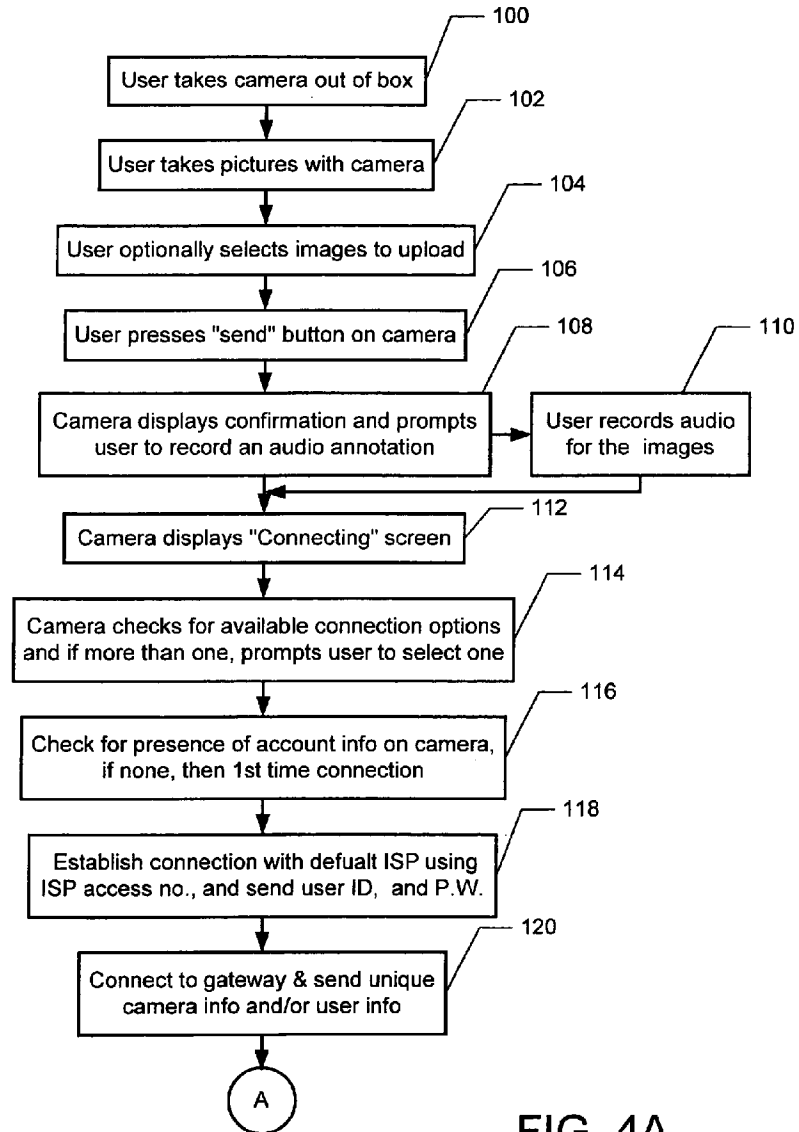 100
User takes camera out of box
102
User takes pictures with camera
104
User optionally selects images to upload
106
User presses "send" button on camera
108
110
Camera displays confirmation and prompts
user to record an audio annotation
User records audio
for the images
112
Camera displays "Connecting" screen
114
Camera checks for available connection options
and if more than one, prompts user to select one
116
Check for presence of account info on camera,
if none, then 1st time connection
118
Establish connection with defualt ISP using
ISP access no., and send user ID, and P.W.
120
Connect to gateway & send unique
camera info and/or user info
A
FIG. 4A